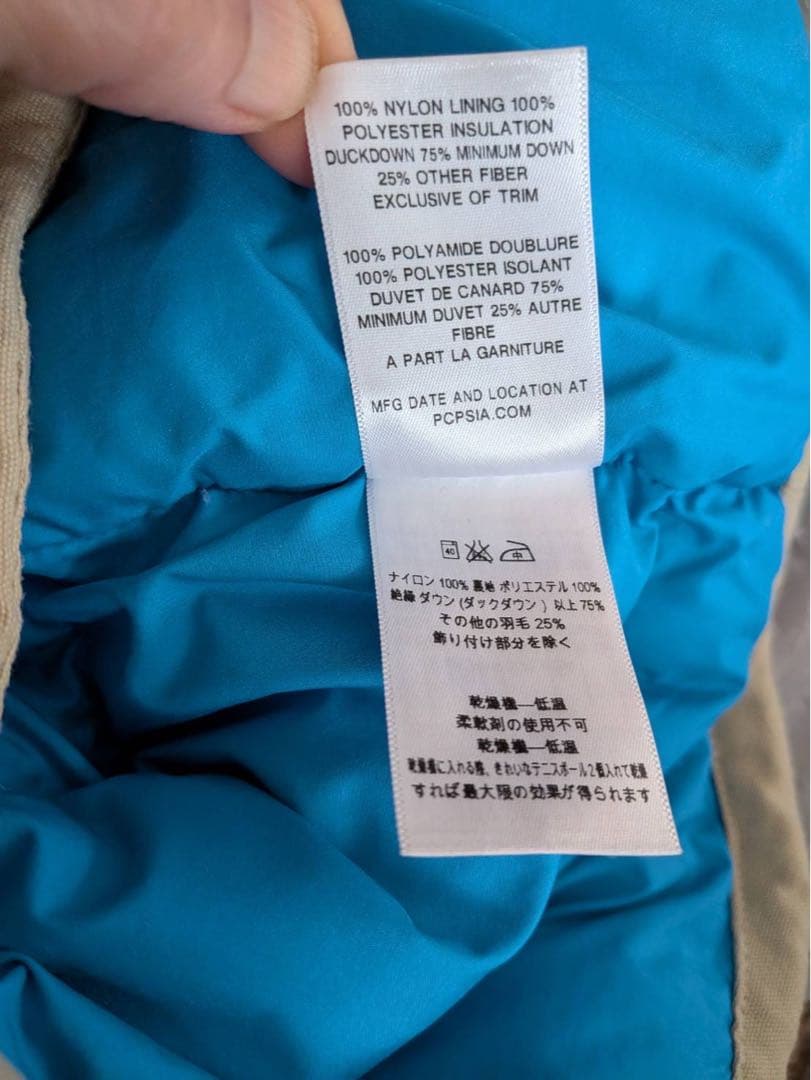 100% NYLON LINING 100%
POLYESTER INSULATION
DUCKDOWN 75% MINIMUM DOWN
25% OTHER FIBER
EXCLUSIVE OF TRIM
100% POLYAMIDE DOUBLURE
100% POLYESTER ISOLANT
DUVET DE CANARD 75%
MINIMUM DUVET 25% AUTRE
FIBRE
A PART LA GARNITURE
MFG DATE AND LOCATION AT
PCPSIA.COM
40 中
ナイロン 100% 裏地 ポリエステル 100%
絶縁 ダウン (ダックダウン) 以上 75%
その他の羽毛 25%
飾り付け部分を除く
乾燥機—低温
柔軟剤の使用不可
乾燥機—低温
乾燥機に入れる際、きれいなテニスボール2個入れて乾燥
すれば最大限の効果が得られます